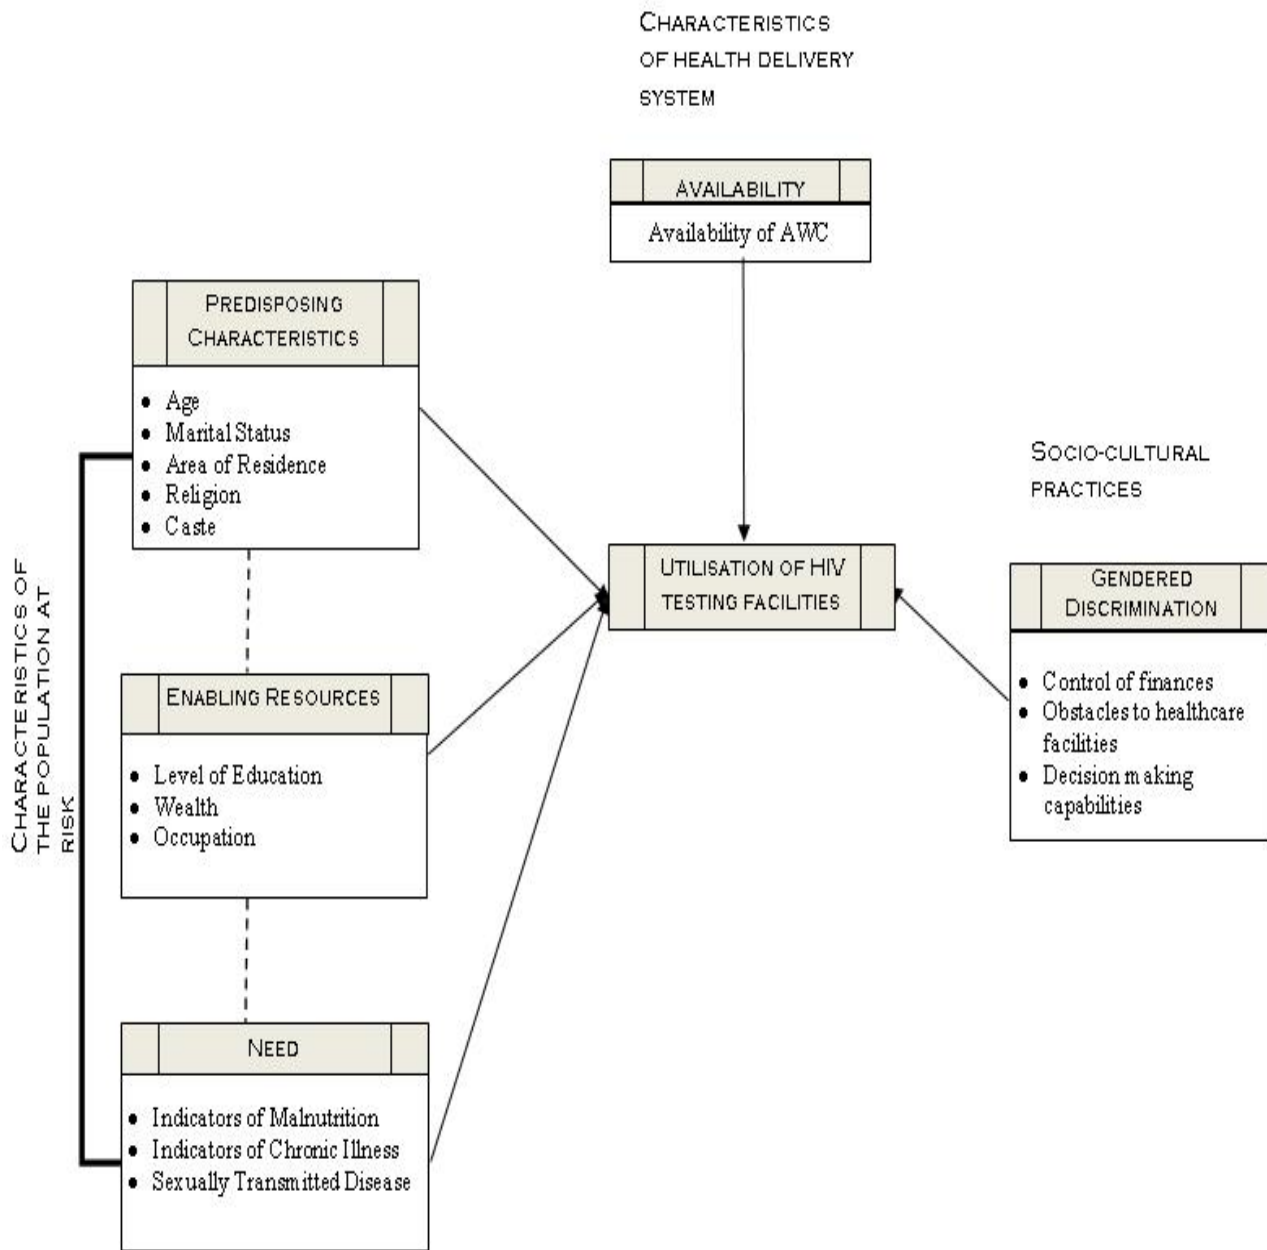 CHARACTERISTICS
OF HEALTH DELIVERY
SYSTEM
AVAILABILITY
Availability of AWC
PREDISPOSING
CHARACTERISTICS
• Age
• Marital Status
• Area of Residence
• Religion
• Caste
CHARACTERISTICS OF
THE POPULATION AT
RISK
ENABLING RESOURCES
• Level of Education
• Wealth
• Occupation
NEED
• Indicators of Malnutrition
• Indicators of Chronic Illness
• Sexually Transmitted Disease
UTILISATION OF HIV
TESTING FACILITIES
SOCIO-CULTURAL
PRACTICES
GENDERED
DISCRIMINATION
• Control of finances
• Obstacles to healthcare
facilities
• Decision making
capabilities